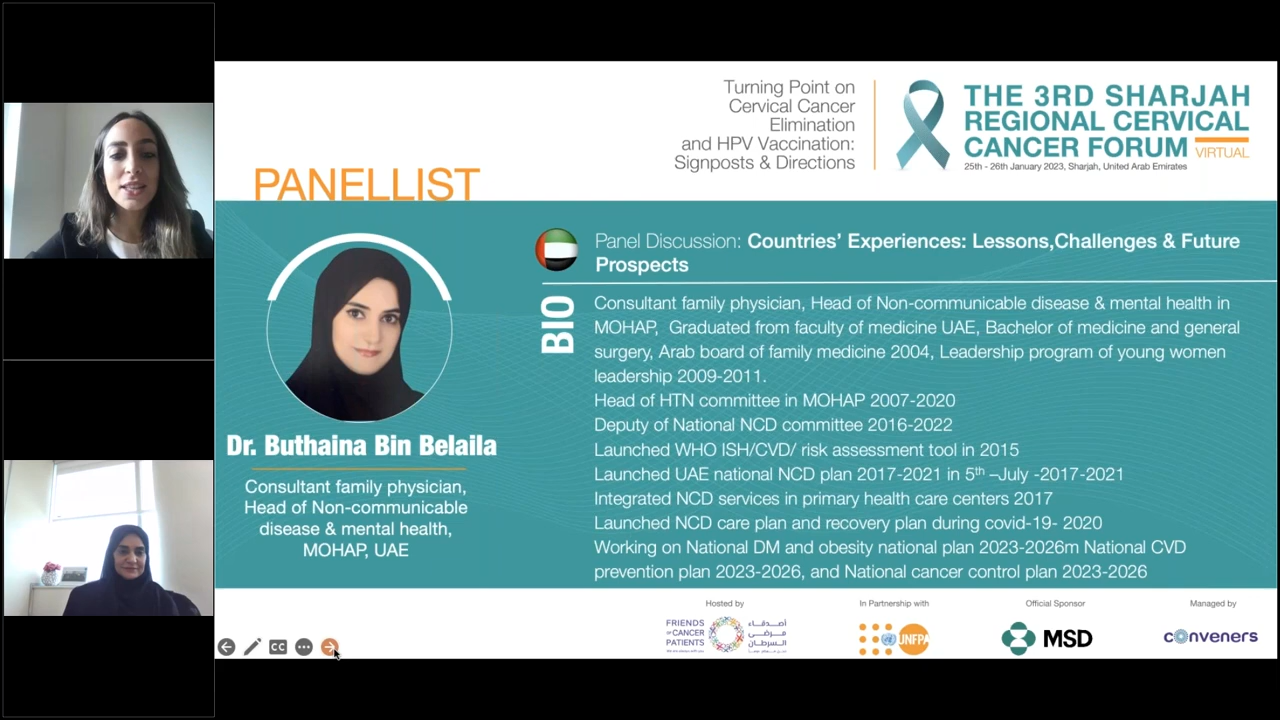 Turning Point on
Cervical Cancer
Elimination
and HPV Vaccination:
Signposts & Directions
THE 3RD SHARJAH
REGIONAL CERVICAL
CANCER FORUM
VIRTUAL
25th - 26th January 2023, Sharjah, United Arab Emirates
PANELLIST
Dr. Buthaina Bin Belaila
Consultant family physician,
Head of Non-communicable
disease & mental health,
MOHAP, UAE
Panel Discussion: Countries’ Experiences: Lessons,Challenges & Future
Prospects
BIO
Consultant family physician, Head of Non-communicable disease & mental health in
MOHAP, Graduated from faculty of medicine UAE, Bachelor of medicine and general
surgery, Arab board of family medicine 2004, Leadership program of young women
leadership 2009-2011.
Head of HTN committee in MOHAP 2007-2020
Deputy of National NCD committee 2016-2022
Launched WHO ISH/CVD/ risk assessment tool in 2015
Launched UAE national NCD plan 2017-2021 in 5th –July -2017-2021
Integrated NCD services in primary health care centers 2017
Launched NCD care plan and recovery plan during covid-19- 2020
Working on National DM and obesity national plan 2023-2026m National CVD
prevention plan 2023-2026, and National cancer control plan 2023-2026
Hosted by
FRIENDS
OF CANCER
PATIENTS
أصدقاء
مرضى
السرطان
In Partnership with
UNFPA
Official Sponsor
MSD
Managed by
conveners
CC